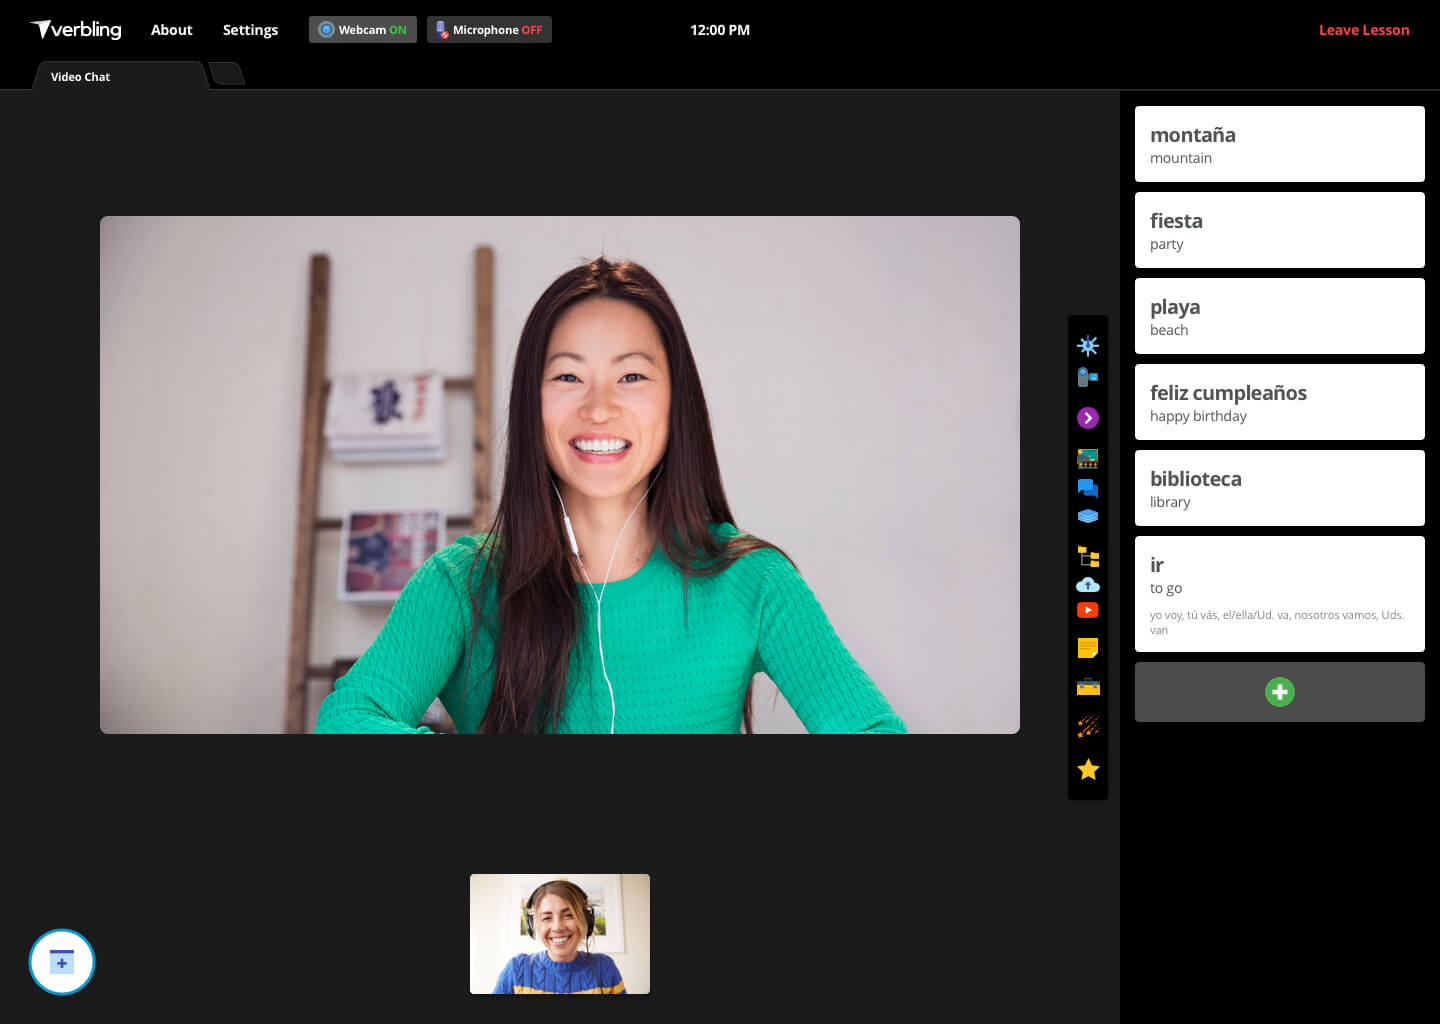 verbling
About
Settings
Webcam ON
Microphone OFF
12:00 PM
Leave Lesson
Video Chat
montaña
mountain
fiesta
party
playa
beach
feliz cumpleaños
happy birthday
biblioteca
library
ir
to go
yo voy, tú vás, el/ella/Ud. va, nosotros vamos, Uds.
van